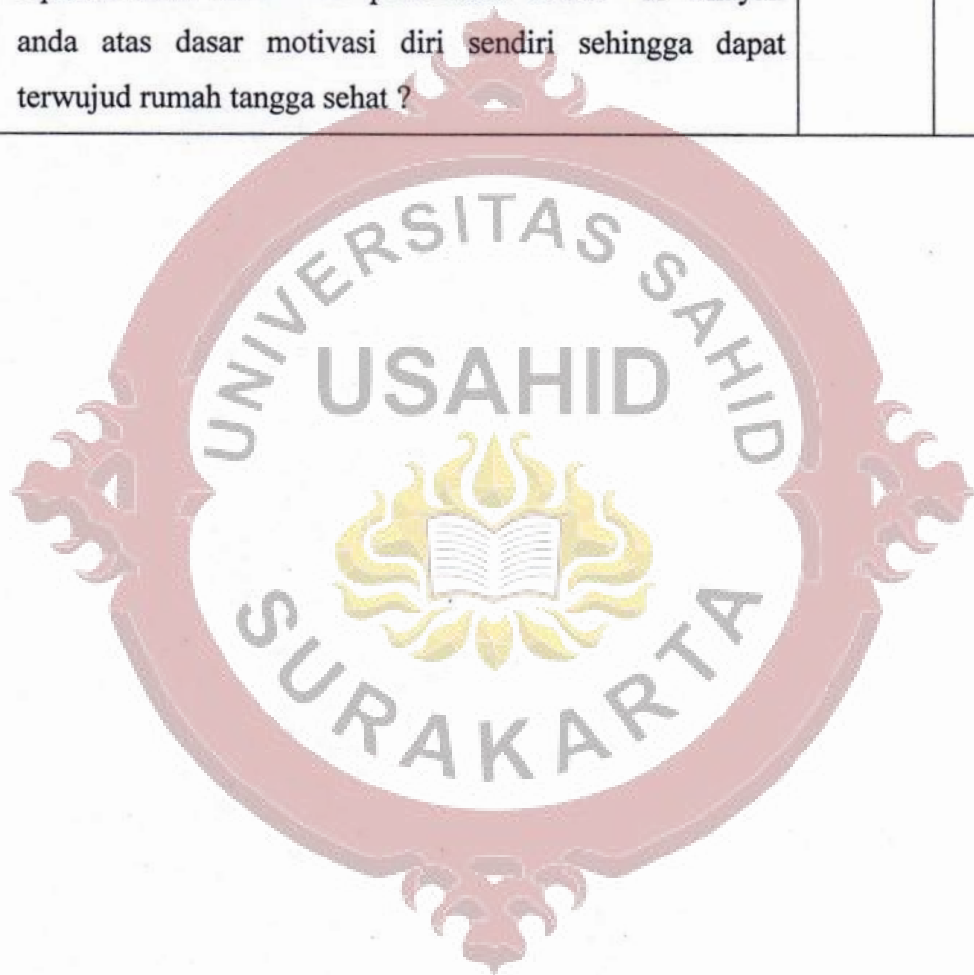 anda atas dasar motivasi diri sendiri sehingga dapat
terwujud rumah tangga sehat ?
UNIVERSITAS SAHID
USAHID
SURAKARTA